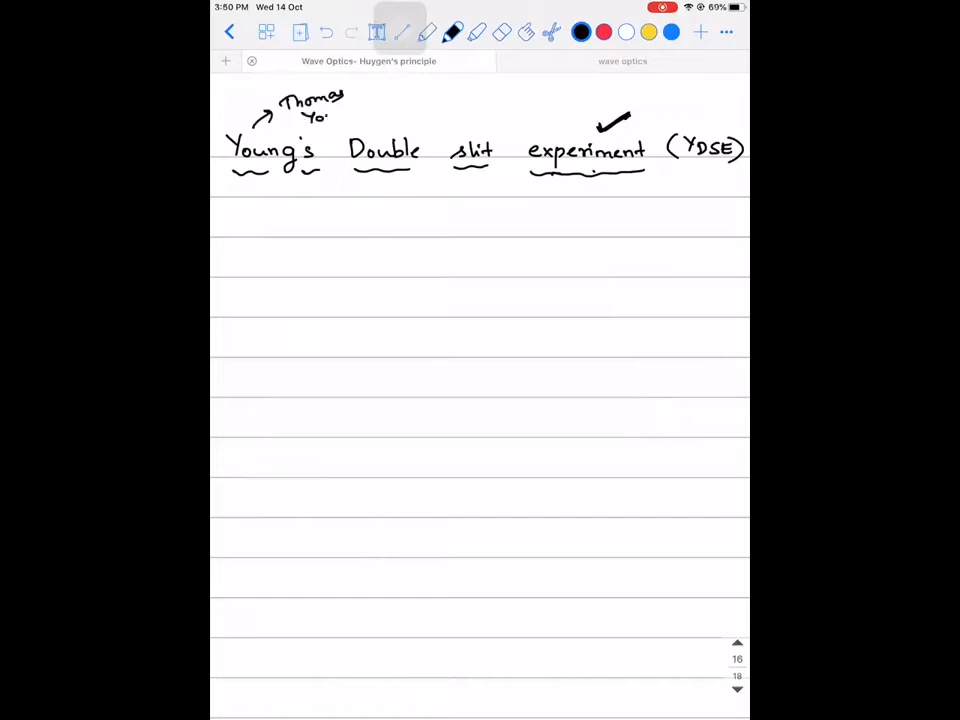 3:50 PM Wed 14 Oct 69%
Wave Optics- Huygen's principle wave optics
Thomas
Yo
Young's Double slit experiment (YDSE)
16
18